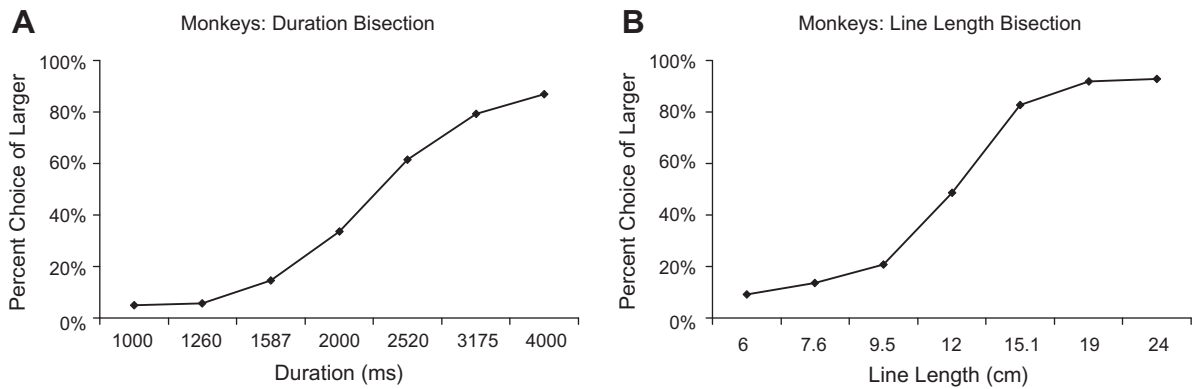 A
Monkeys: Duration Bisection
Percent Choice of Larger
100%
80%
60%
40%
20%
0%
1000 1260 1587 2000 2520 3175 4000
Duration (ms)
B
Monkeys: Line Length Bisection
Percent Choice of Larger
100%
80%
60%
40%
20%
0%
6 7.6 9.5 12 15.1 19 24
Line Length (cm)